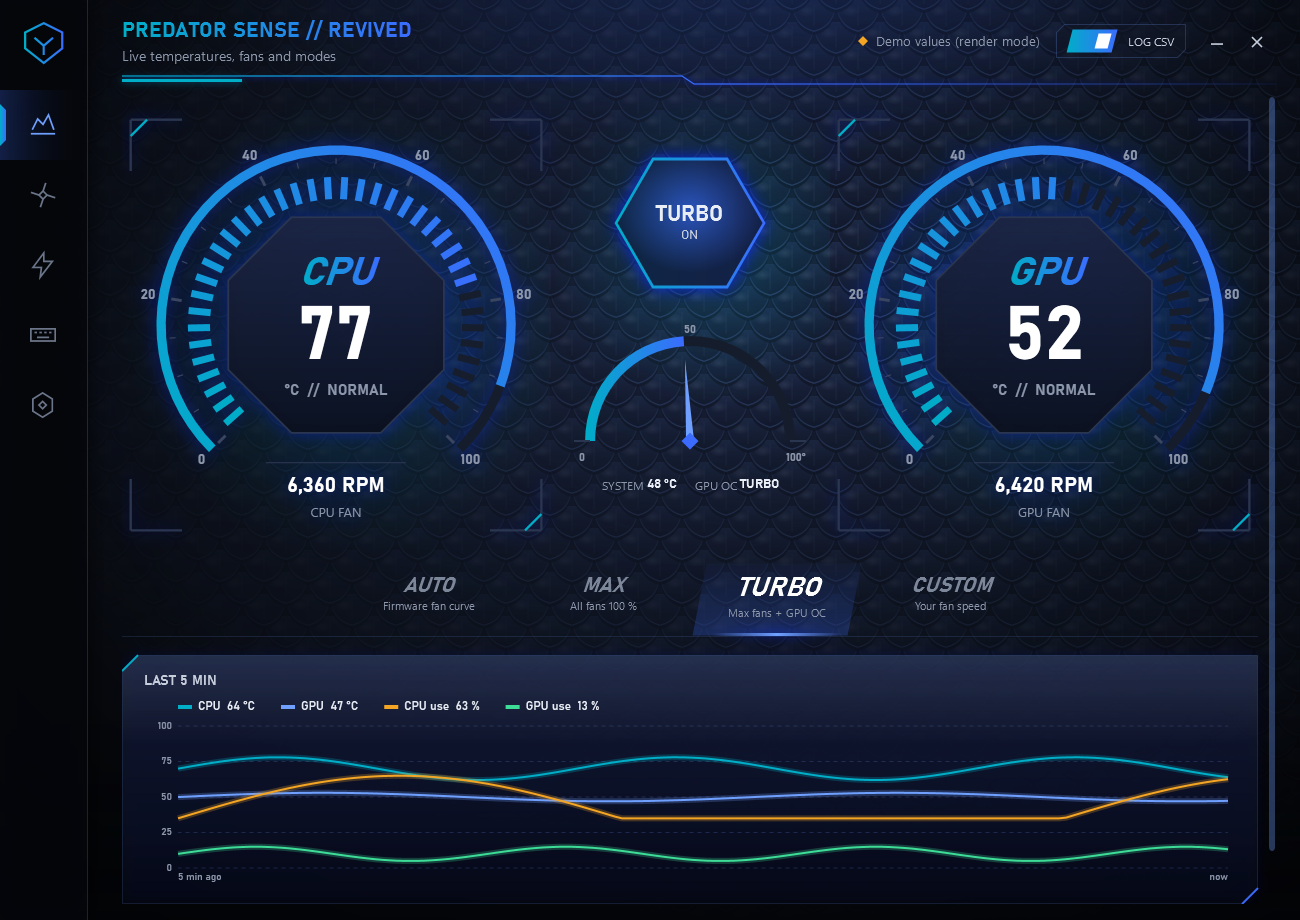 PREDATOR SENSE // REVIVED
Live temperatures, fans and modes
Demo values (render mode)
LOG CSV
0
20
40
60
80
100
CPU
77
°C // NORMAL
6,360 RPM
CPU FAN
TURBO
ON
0
50
100°
SYSTEM 48 °C GPU OC TURBO
0
20
40
60
80
100
GPU
52
°C // NORMAL
6,420 RPM
GPU FAN
AUTO
Firmware fan curve
MAX
All fans 100 %
TURBO
Max fans + GPU OC
CUSTOM
Your fan speed
LAST 5 MIN
CPU 64 °C GPU 47 °C CPU use 63 % GPU use 13 %
100
75
50
25
0
5 min ago
now